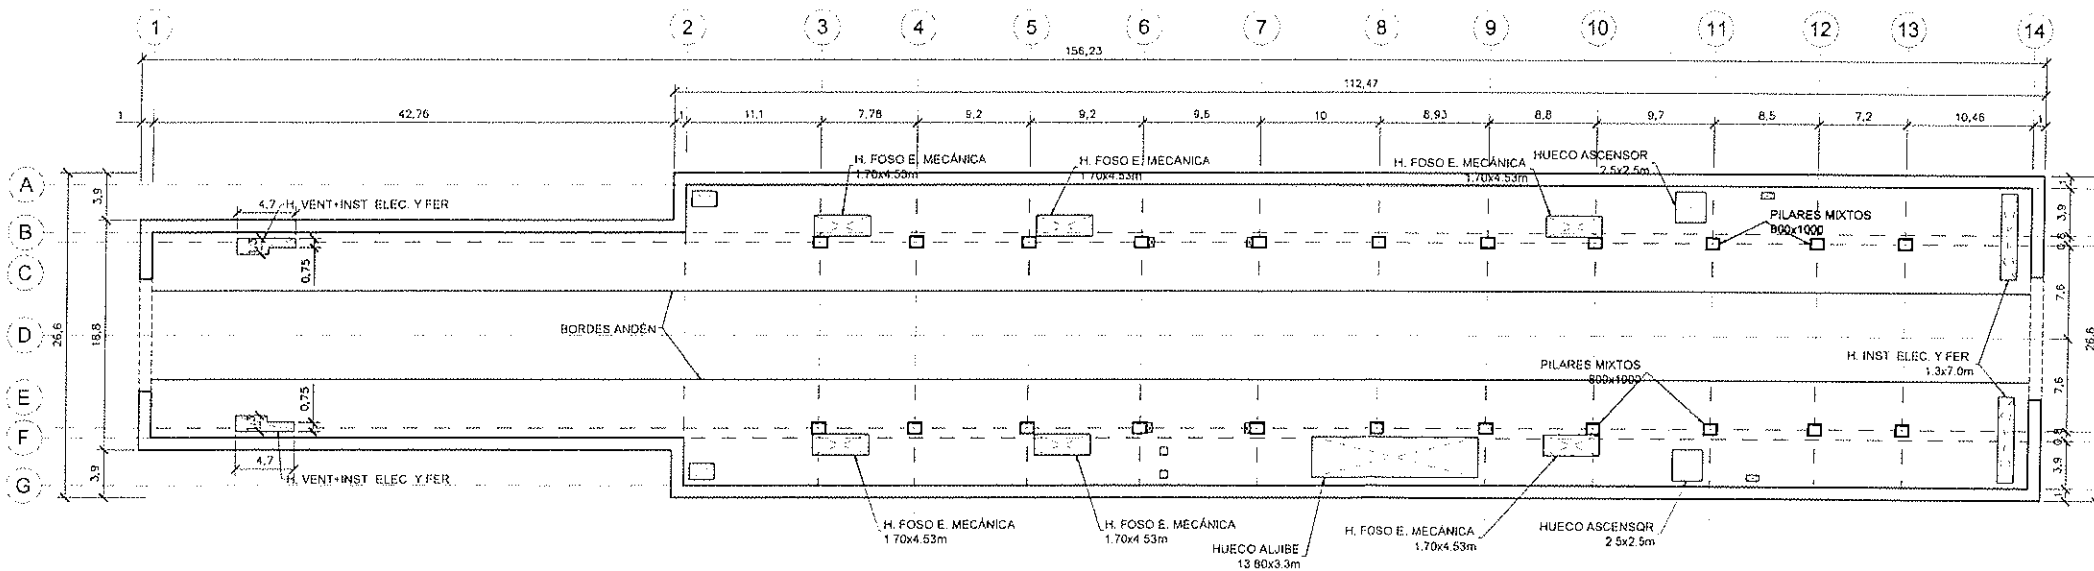 1 2 3 4 5 6 7 8 9 10 11 12 13 14
156,23
112,47
1 42,76 1 11,1 7,78 9,2 9,2 9,5 10 8,93 8,8 9,7 8,5 7,2 10,46 1
H. FOSO E. MECÁNICA
1.70x4.53m
H. FOSO E. MECÁNICA
1.70x4.53m
H. FOSO E. MECÁNICA
1.70x4.53m
HUECO ASCENSOR
2.5x2.5m
A
3,9
4,7
H. VENT+INST ELEC. Y FER
PILARES MIXTOS
800x1000
1
3,9
0,8
B
0,75
C
7,6
BORDES ANDÉN
D
26,6
18,8
26,6
H. INST ELEC. Y FER
1.3x7.0m
PILARES MIXTOS
800x1000
7,6
E
0,75
F
0,8
4,7
H. VENT+INST ELEC Y FER
3,9
3,9
G
1
H. FOSO E. MECÁNICA
1 70x4.53m
H. FOSO E. MECÁNICA
1.70x4 53m
HUECO ALJIBE
13 80x3.3m
H. FOSO E. MECÁNICA
1.70x4.53m
HUECO ASCENSOR
2 5x2.5m